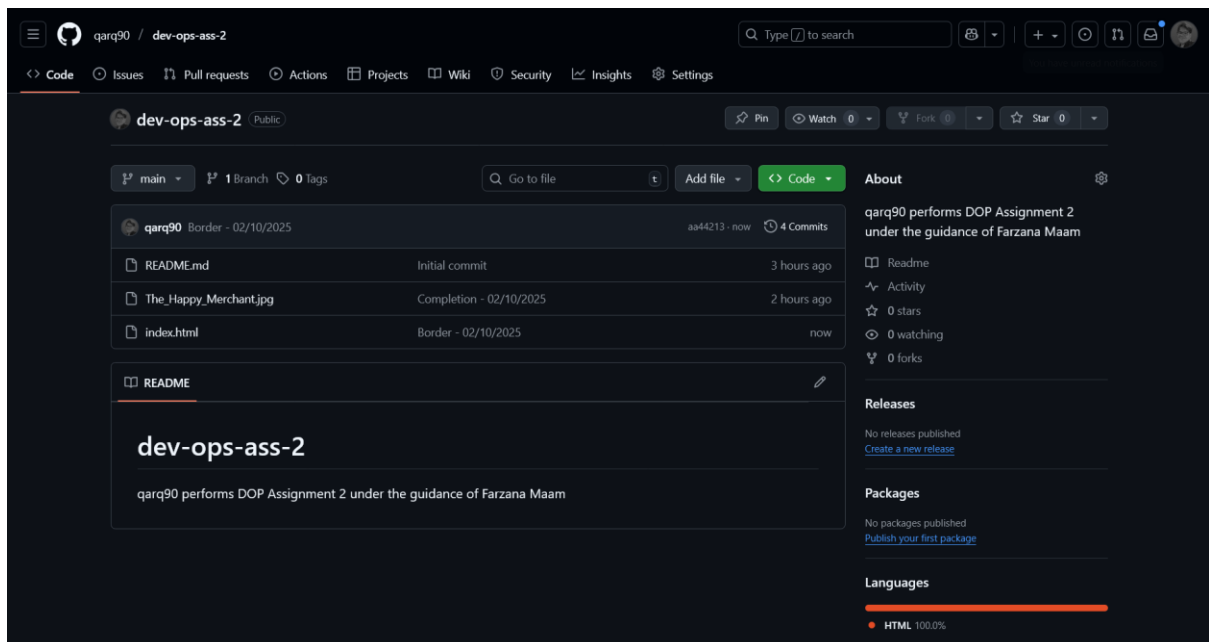 qarq90 / dev-ops-ass-2
Type / to search
Code Issues Pull requests Actions Projects Wiki Security Insights Settings
dev-ops-ass-2 Public
Pin Watch 0 Fork 0 Star 0
main 1 Branch 0 Tags
Go to file t
Add file
Code
qarq90 Border - 02/10/2025 aa44213 · now 4 Commits
README.md Initial commit 3 hours ago
The_Happy_Merchant.jpg Completion - 02/10/2025 2 hours ago
index.html Border - 02/10/2025 now
README
dev-ops-ass-2
qarq90 performs DOP Assignment 2 under the guidance of Farzana Maam
About
qarq90 performs DOP Assignment 2
under the guidance of Farzana Maam
Readme
Activity
0 stars
0 watching
0 forks
Releases
No releases published
Create a new release
Packages
No packages published
Publish your first package
Languages
HTML 100.0%